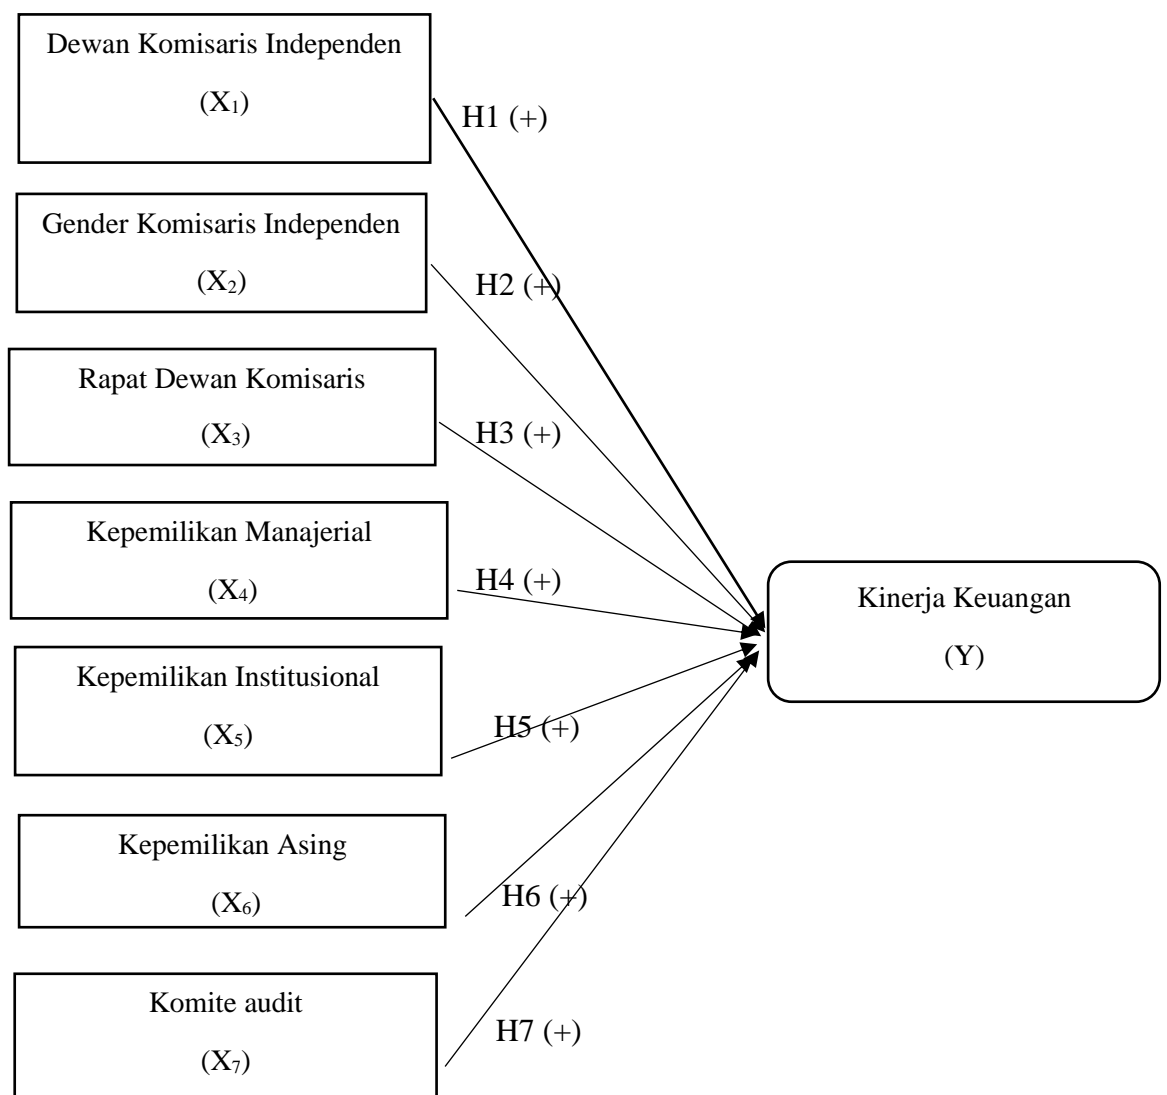 Dewan Komisaris Independen
(X₁)
H1 (+)
Gender Komisaris Independen
(X₂)
H2 (+)
Rapat Dewan Komisaris
(X₃)
H3 (+)
Kepemilikan Manajerial
(X₄)
H4 (+)
Kinerja Keuangan
(Y)
Kepemilikan Institusional
(X₅)
H5 (+)
Kepemilikan Asing
(X₆)
H6 (+)
Komite audit
(X₇)
H7 (+)